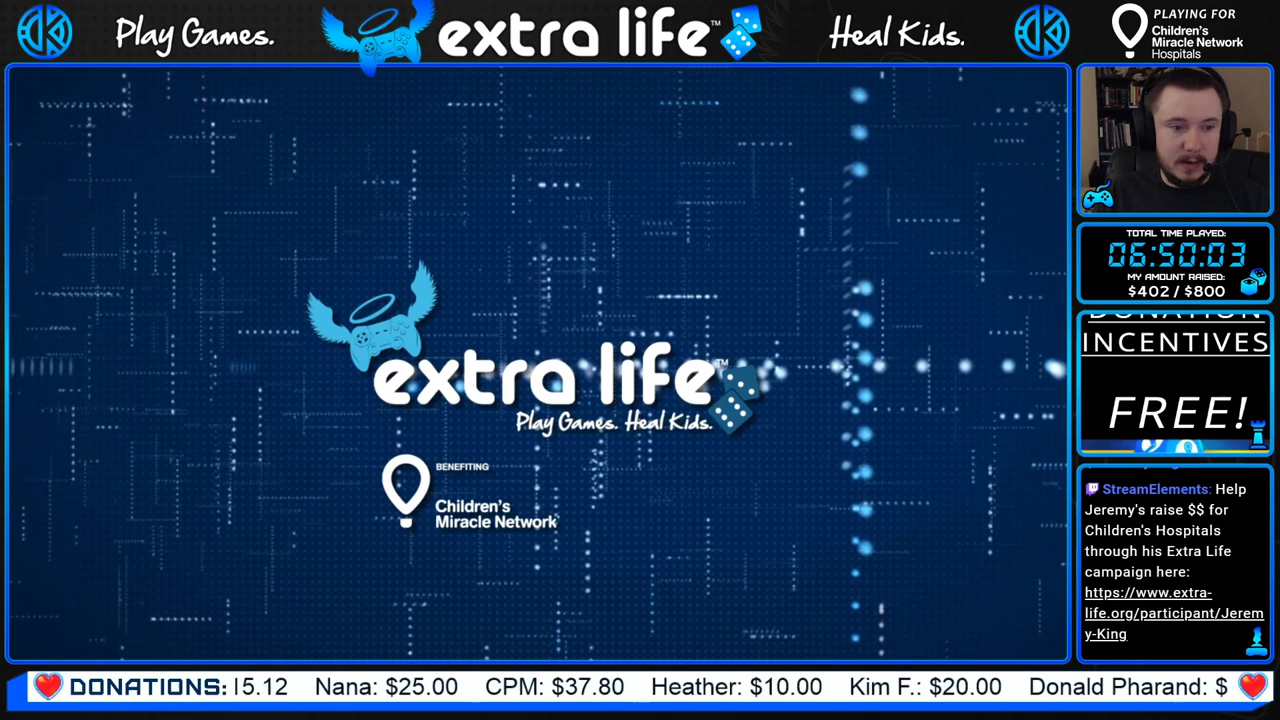 Play Games.
extra life™
Heal Kids.
PLAYING FOR
Children's
Miracle Network
Hospitals
TOTAL TIME PLAYED:
06:50:03
MY AMOUNT RAISED:
$402 / $800
DONATION
INCENTIVES
FREE!
extra life™
Play Games. Heal Kids.
BENEFITING
Children's
Miracle Network
StreamElements: Help
Jeremy's raise $$ for
Children's Hospitals
through his Extra Life
campaign here:
https://www.extra-
life.org/participant/Jerem
y-King
DONATIONS: 15.12 Nana: $25.00 CPM: $37.80 Heather: $10.00 Kim F.: $20.00 Donald Pharand: $